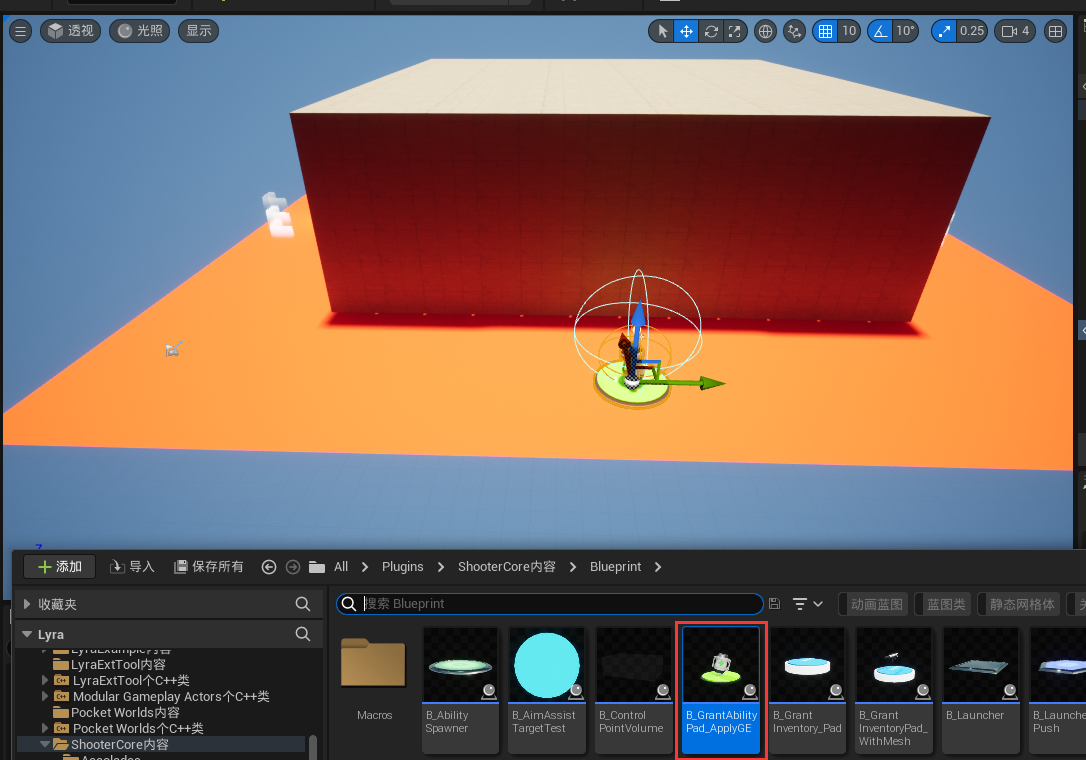 透视
光照
显示
10
10°
0.25
4
添加
导入
保存所有
All
Plugins
ShooterCore内容
Blueprint
收藏夹
搜索 Blueprint
动画蓝图
蓝图类
静态网格体
Lyra
LyraExample内容
LyraExtTool内容
LyraExtTool个C++类
Modular Gameplay Actors个C++类
Pocket Worlds内容
Pocket Worlds个C++类
ShooterCore内容
Accolades
Macros
B_Ability
Spawner
B_AimAssist
TargetTest
B_Control
PointVolume
B_GrantAbility
Pad_ApplyGE
B_Grant
Inventory_Pad
B_Grant
InventoryPad_
WithMesh
B_Launcher
B_Launcher
Push